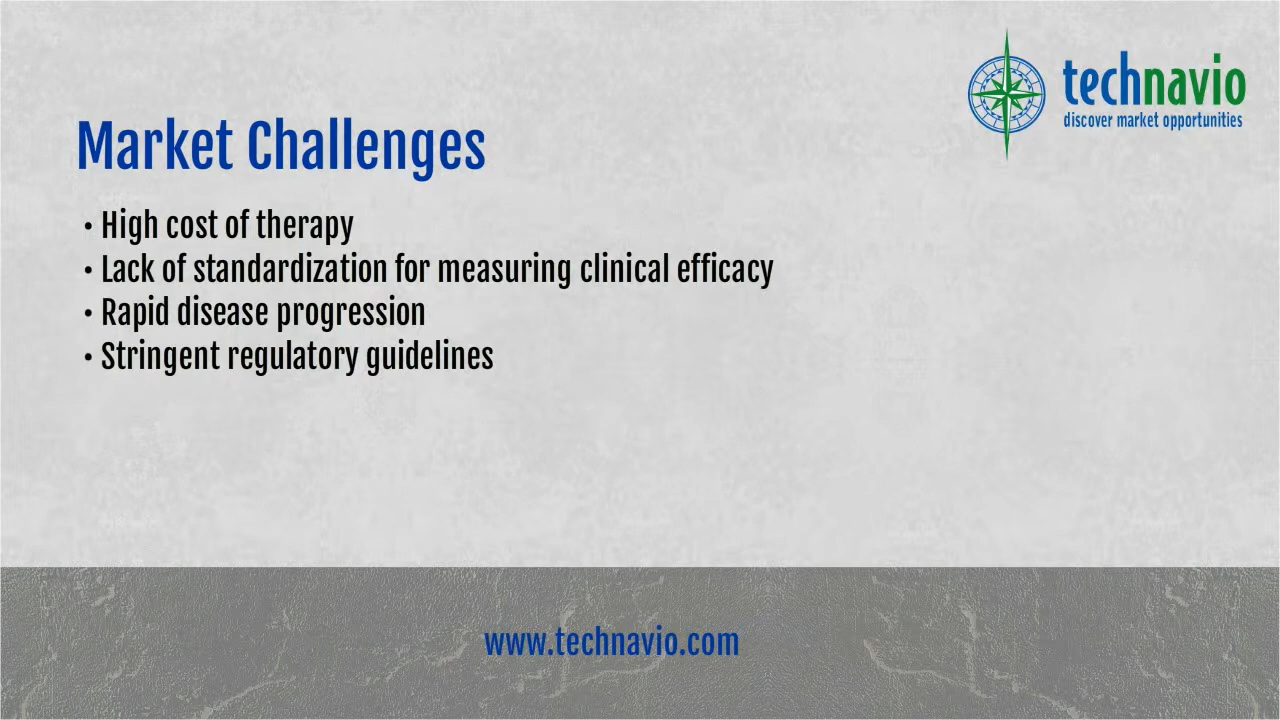 technavio
discover market opportunities
Market Challenges
• High cost of therapy
• Lack of standardization for measuring clinical efficacy
• Rapid disease progression
• Stringent regulatory guidelines
www.technavio.com